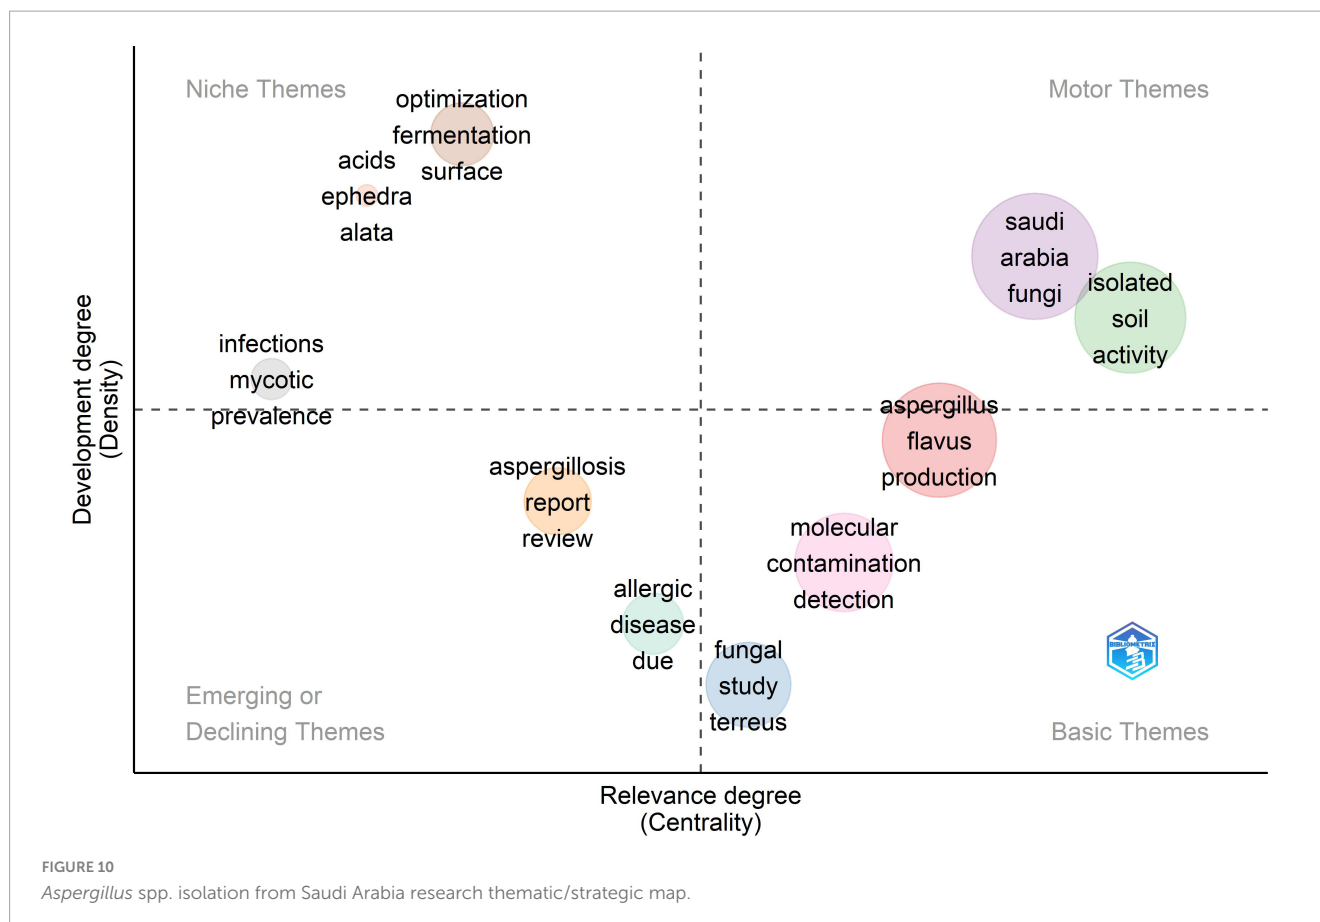 Niche Themes
Motor Themes
optimization
fermentation
surface
acids
ephedra
alata
saudi
arabia
fungi
isolated
soil
activity
infections
mycotic
prevalence
aspergillus
flavus
production
aspergillosis
report
review
molecular
contamination
detection
allergic
disease
due
fungal
study
terreus
BIBLIOMETRIX
Emerging or
Declining Themes
Basic Themes
Development degree
(Density)
Relevance degree
(Centrality)
FIGURE 10
Aspergillus spp. isolation from Saudi Arabia research thematic/strategic map.